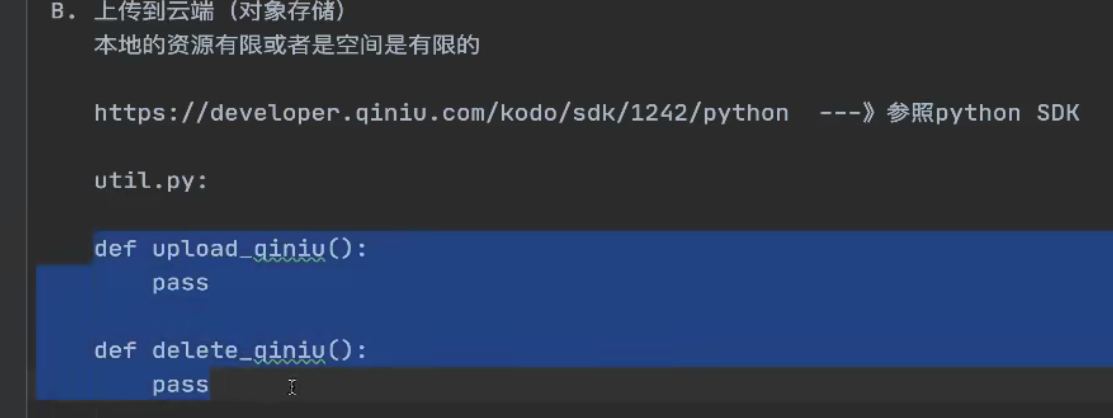 B. 上传到云端（对象存储）
本地的资源有限或者是空间是有限的
https://developer.qiniu.com/kodo/sdk/1242/python ---》参照python SDK
util.py:
def upload_qiniu():
pass
def delete_qiniu():
pass